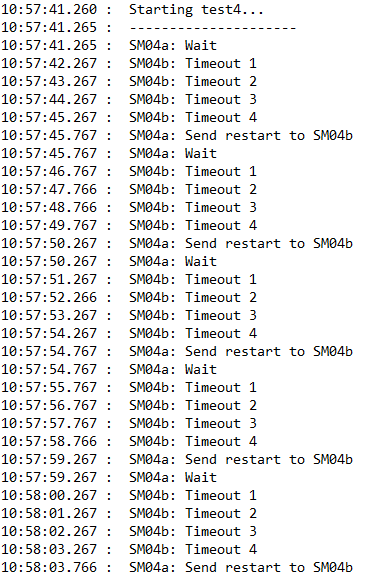 10:57:41.260 :  Starting test4...
10:57:41.265 :  ---------------------
10:57:41.265 :  SM04a: Wait
10:57:42.267 :  SM04b: Timeout 1
10:57:43.267 :  SM04b: Timeout 2
10:57:44.267 :  SM04b: Timeout 3
10:57:45.267 :  SM04b: Timeout 4
10:57:45.767 :  SM04a: Send restart to SM04b
10:57:45.767 :  SM04a: Wait
10:57:46.767 :  SM04b: Timeout 1
10:57:47.766 :  SM04b: Timeout 2
10:57:48.766 :  SM04b: Timeout 3
10:57:49.767 :  SM04b: Timeout 4
10:57:50.267 :  SM04a: Send restart to SM04b
10:57:50.267 :  SM04a: Wait
10:57:51.267 :  SM04b: Timeout 1
10:57:52.266 :  SM04b: Timeout 2
10:57:53.267 :  SM04b: Timeout 3
10:57:54.267 :  SM04b: Timeout 4
10:57:54.767 :  SM04a: Send restart to SM04b
10:57:54.767 :  SM04a: Wait
10:57:55.767 :  SM04b: Timeout 1
10:57:56.767 :  SM04b: Timeout 2
10:57:57.767 :  SM04b: Timeout 3
10:57:58.766 :  SM04b: Timeout 4
10:57:59.267 :  SM04a: Send restart to SM04b
10:57:59.267 :  SM04a: Wait
10:58:00.267 :  SM04b: Timeout 1
10:58:01.267 :  SM04b: Timeout 2
10:58:02.267 :  SM04b: Timeout 3
10:58:03.267 :  SM04b: Timeout 4
10:58:03.766 :  SM04a: Send restart to SM04b